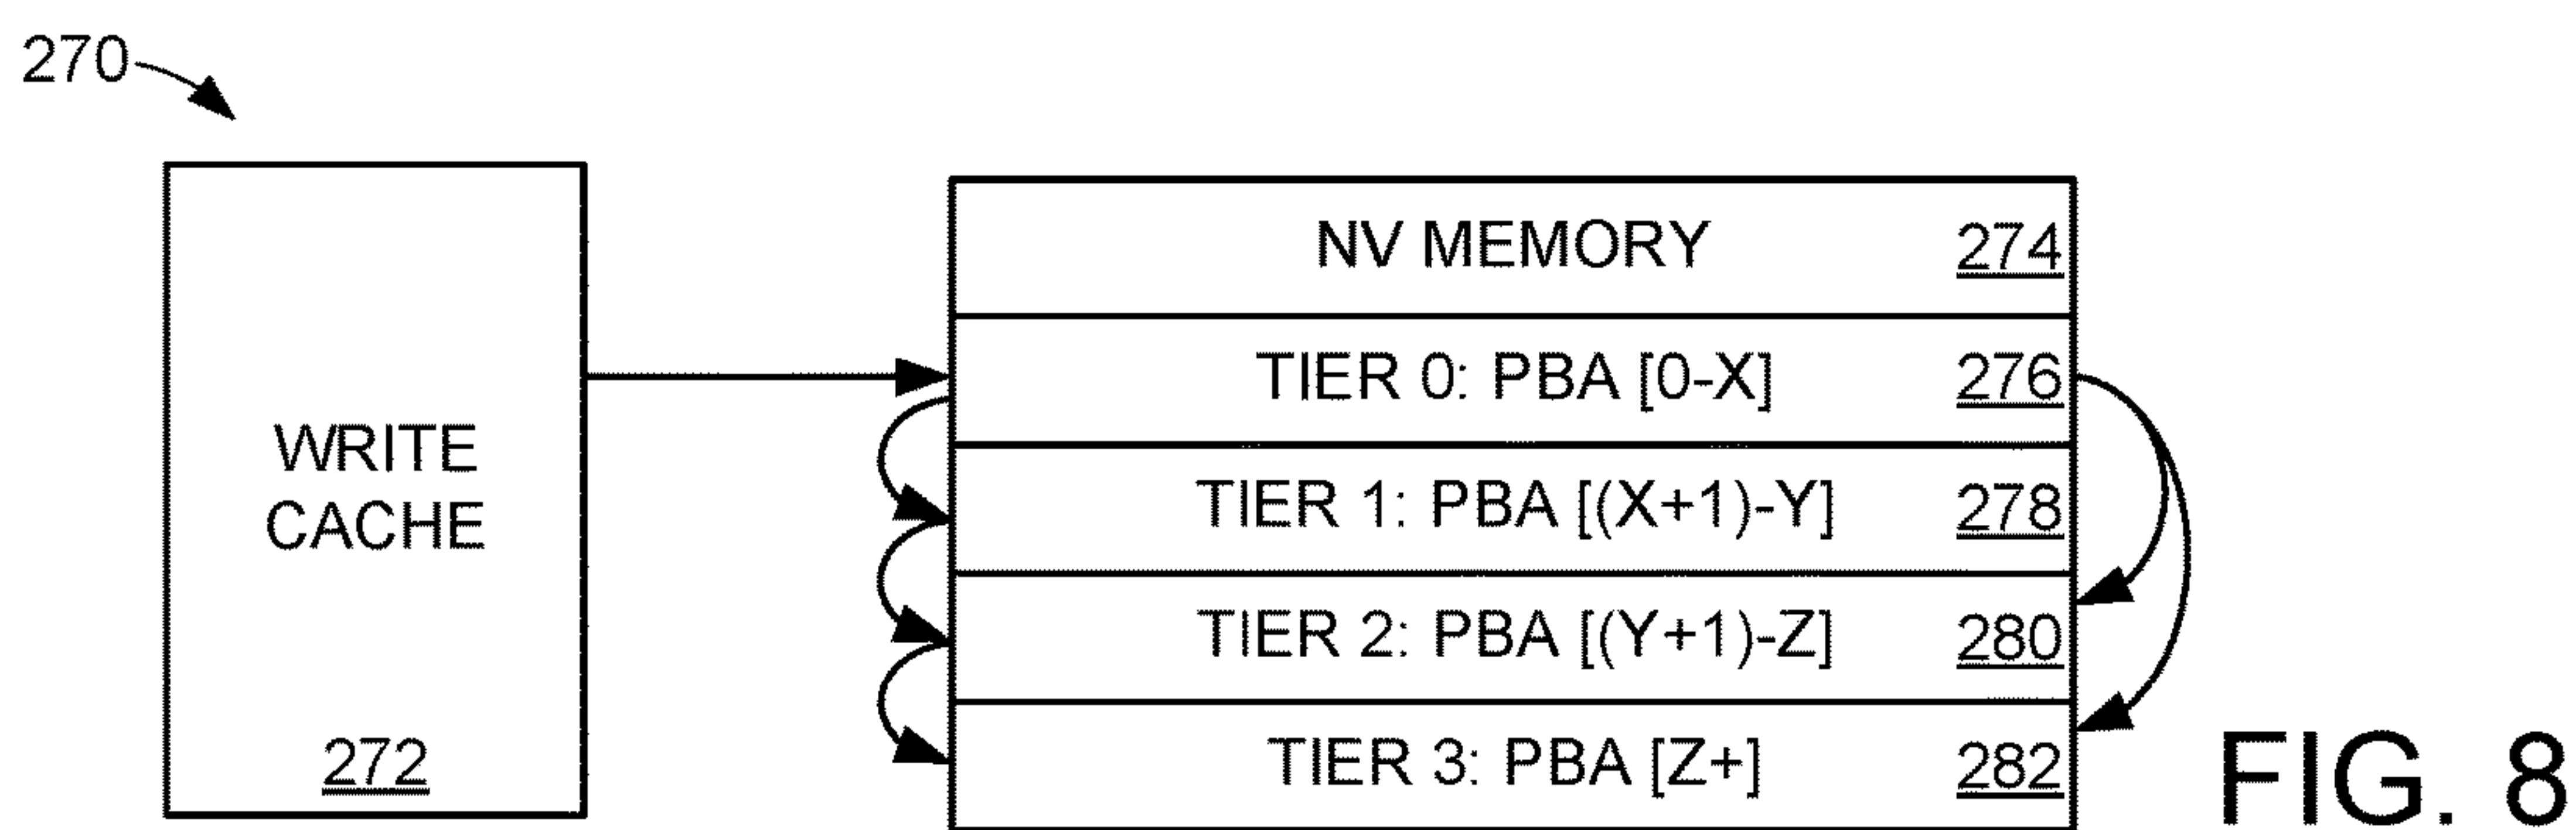 270
WRITE
CACHE
272
NV MEMORY 274
TIER 0: PBA [0-X] 276
TIER 1: PBA [(X+1)-Y] 278
TIER 2: PBA [(Y+1)-Z] 280
TIER 3: PBA [Z+] 282
FIG. 8